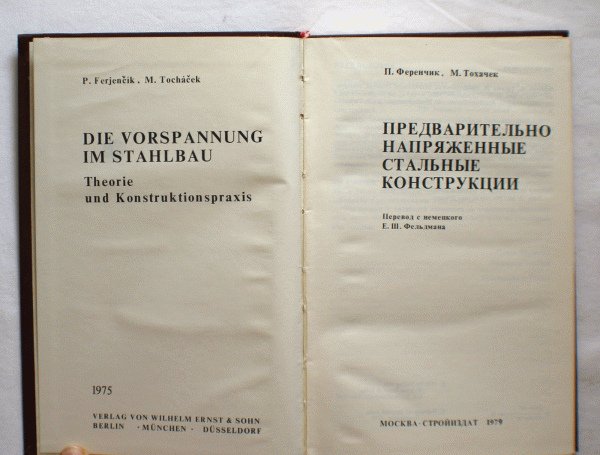 P. Ferjenčik, M. Tocháček
DIE VORSPANNUNG
IM STAHLBAU
Theorie
und Konstruktionspraxis
1975
VERLAG VON WILHELM ERNST & SOHN
BERLIN · MÜNCHEN · DÜSSELDORF
П. Ференчик, М. Тохачек
ПРЕДВАРИТЕЛЬНО
НАПРЯЖЕННЫЕ
СТАЛЬНЫЕ
КОНСТРУКЦИИ
Перевод с немецкого
Е. Ш. Фельдмана
МОСКВА · СТРОЙИЗДАТ 1979